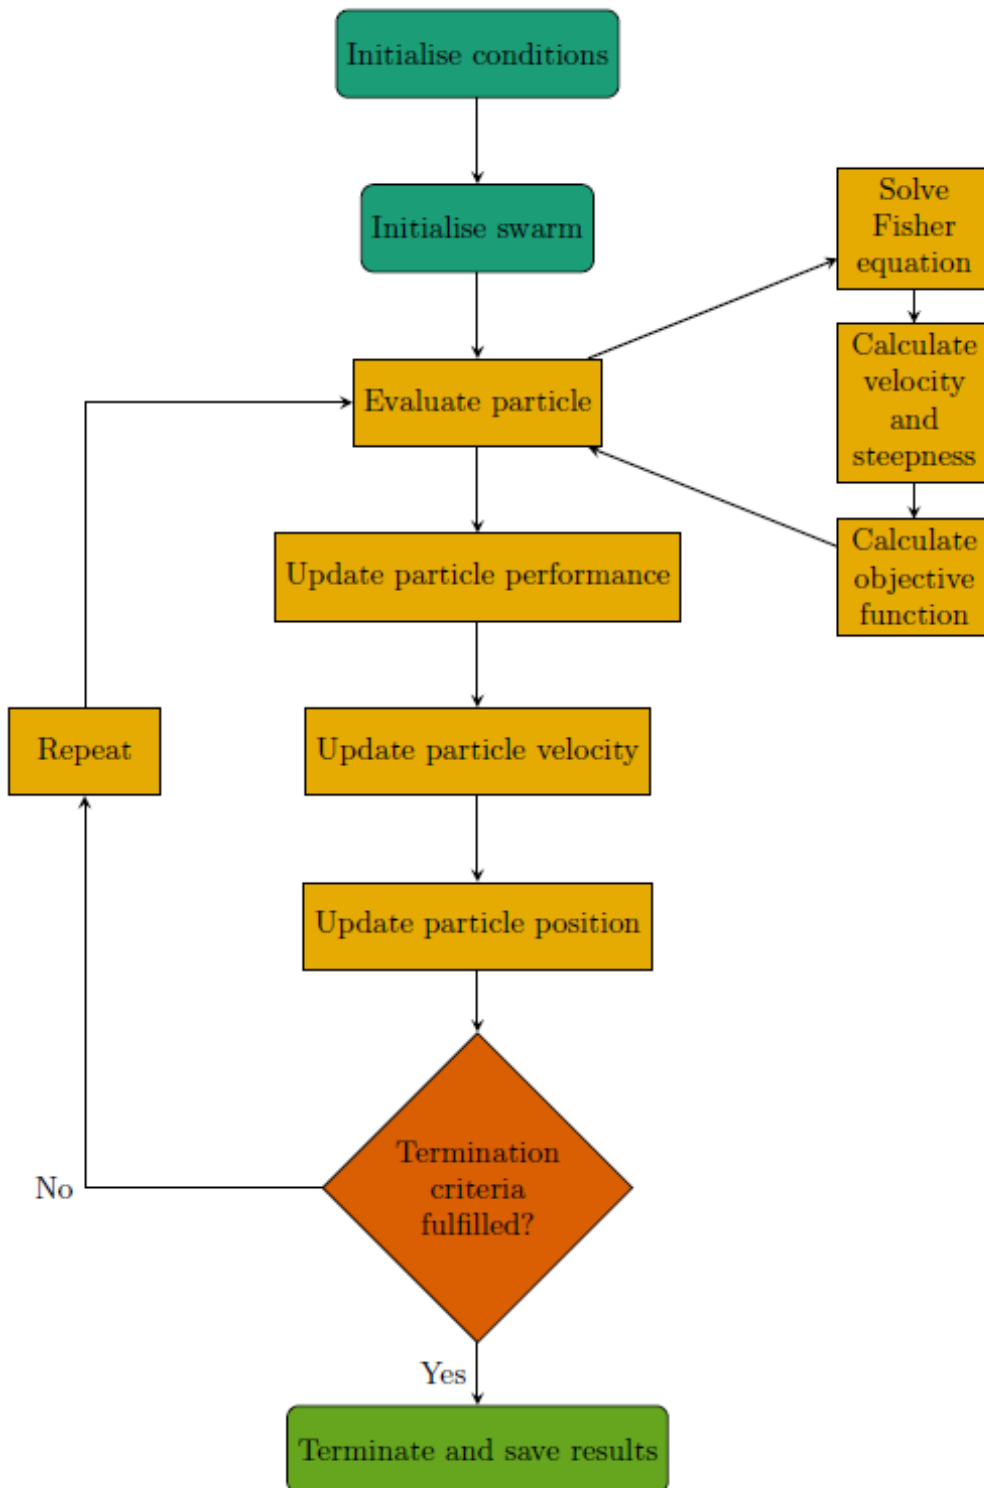 Initialise conditions
Initialise swarm
Solve
Fisher
equation
Evaluate particle
Calculate
velocity
and
steepness
Calculate
objective
function
Update particle performance
Repeat
Update particle velocity
Update particle position
Termination
criteria
fulfilled?
No
Yes
Terminate and save results